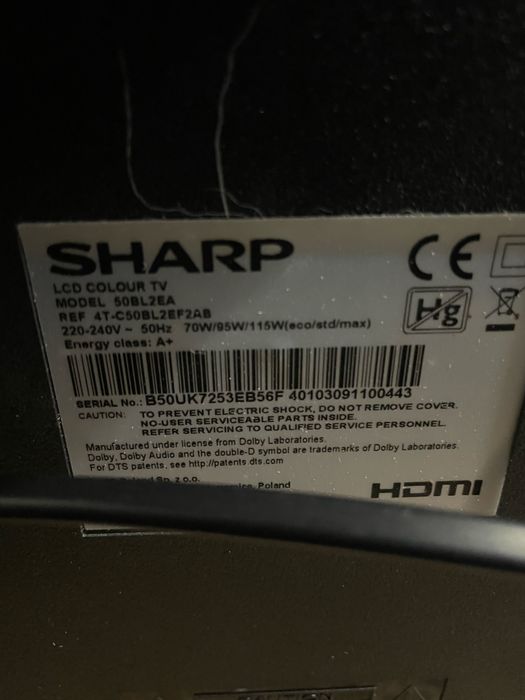 SHARP
LCD COLOUR TV
MODEL 50BL2EA
REF 4T-C50BL2EF2AB
220-240V ~ 50Hz 70W/95W/115W(eco/std/max)
Energy class: A+
CE
Hg
SERIAL No.: B50UK7253EB56F 40103091100443
CAUTION: TO PREVENT ELECTRIC SHOCK, DO NOT REMOVE COVER.
NO-USER SERVICEABLE PARTS INSIDE.
REFER SERVICING TO QUALIFIED SERVICE PERSONNEL.
Manufactured under license from Dolby Laboratories.
Dolby, Dolby Audio and the double-D symbol are trademarks of Dolby Laboratories.
For DTS patents, see http://patents dts.com
Sp. z o.o.
Poland
HDMI
CAUTION